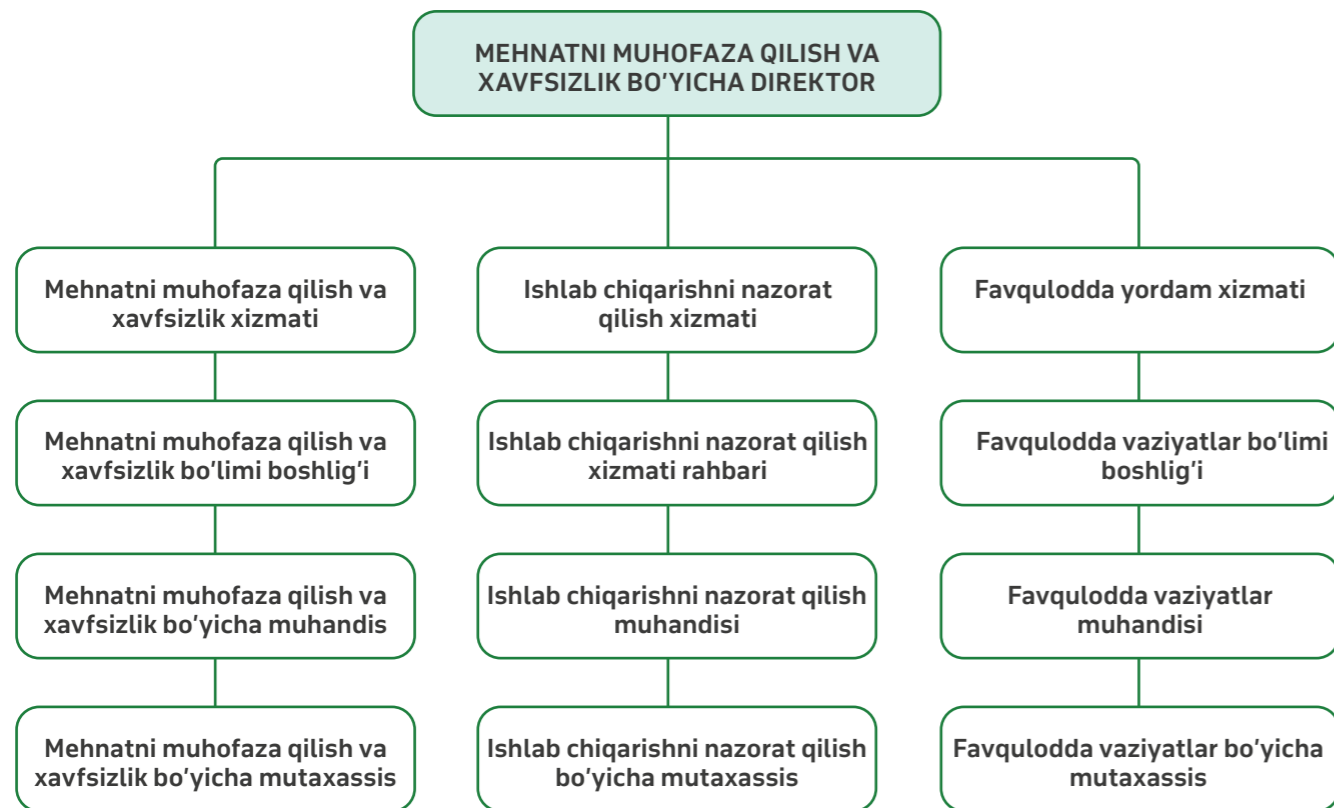 MEHNATNI MUHOFAZA QILISH VA
XAVFSIZLIK BO'YICHA DIREKTOR
Mehnatni muhofaza qilish va
xavfsizlik xizmati
Ishlab chiqarishni nazorat
qilish xizmati
Favqulodda yordam xizmati
Mehnatni muhofaza qilish va
xavfsizlik bo'limi boshlig'i
Ishlab chiqarishni nazorat qilish
xizmati rahbari
Favqulodda vaziyatlar bo'limi
boshlig'i
Mehnatni muhofaza qilish va
xavfsizlik bo'yicha muhandis
Ishlab chiqarishni nazorat qilish
muhandisi
Favqulodda vaziyatlar
muhandisi
Mehnatni muhofaza qilish va
xavfsizlik bo'yicha mutaxassis
Ishlab chiqarishni nazorat qilish
bo'yicha mutaxassis
Favqulodda vaziyatlar bo'yicha
mutaxassis